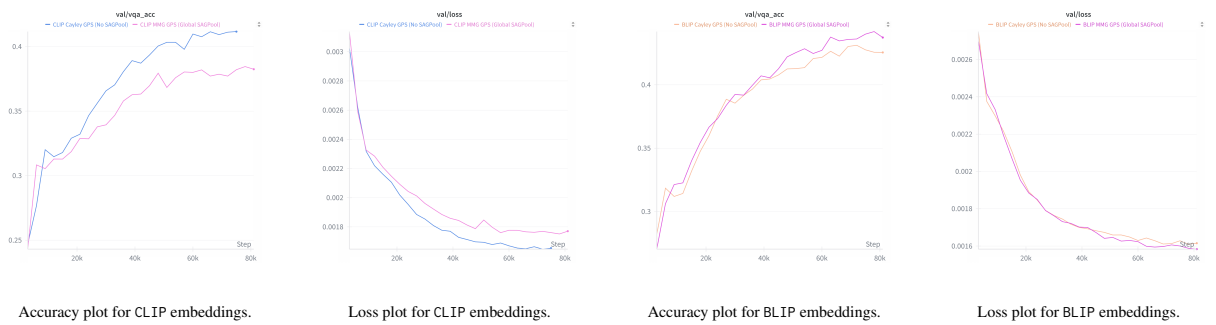 val/vqa_acc
CLIP Cayley GPS (No SAGPool) CLIP MMG GPS (Global SAGPool)
0.4
0.35
0.3
0.25
Step
20k 40k 60k 80k
Accuracy plot for CLIP embeddings.
val/loss
CLIP Cayley GPS (No SAGPool) CLIP MMG GPS (Global SAGPool)
0.003
0.0028
0.0026
0.0024
0.0022
0.002
0.0018
Step
20k 40k 60k 80k
Loss plot for CLIP embeddings.
val/vqa_acc
BLIP Cayley GPS (No SAGPool) BLIP MMG GPS (Global SAGPool)
0.4
0.3
Step
20k 40k 60k 80k
Accuracy plot for BLIP embeddings.
val/loss
BLIP Cayley GPS (No SAGPool) BLIP MMG GPS (Global SAGPool)
0.0026
0.0024
0.0022
0.002
0.0018
0.0016
Step
20k 40k 60k 80k
Loss plot for BLIP embeddings.